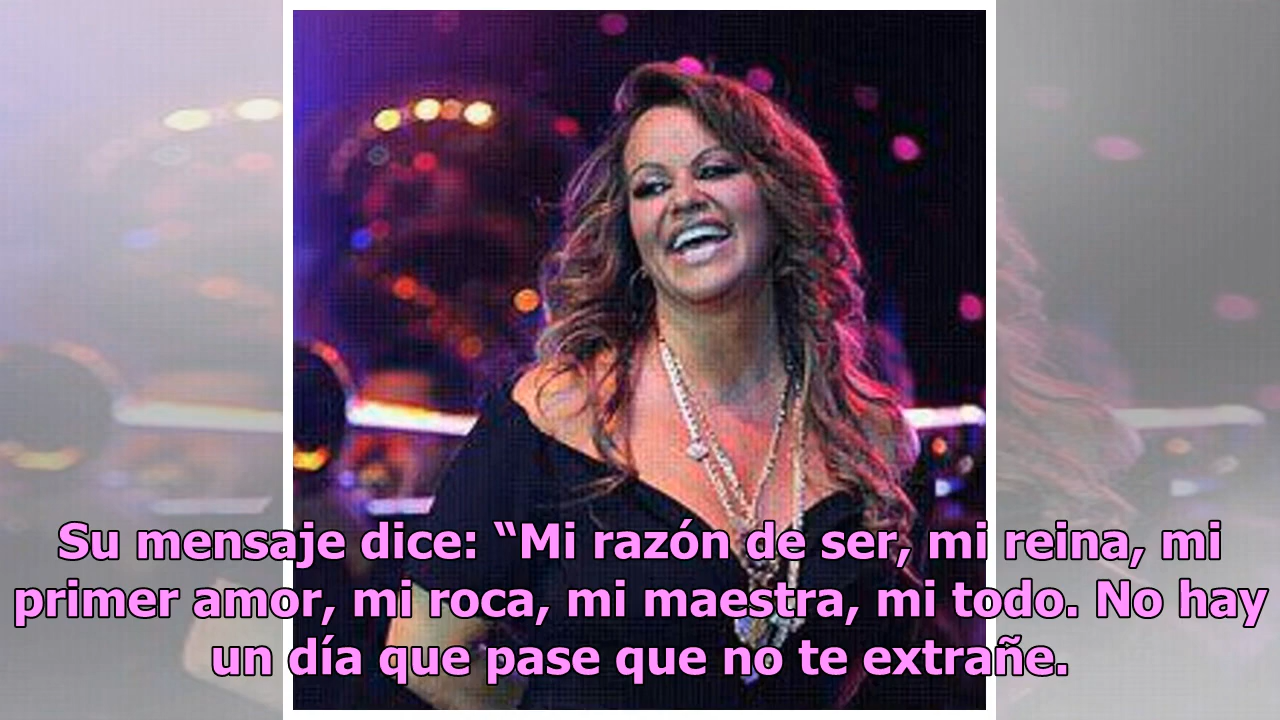 Su mensaje dice: “Mi razón de ser, mi reina, mi
primer amor, mi roca, mi maestra, mi todo. No hay
un día que pase que no te extrañe.